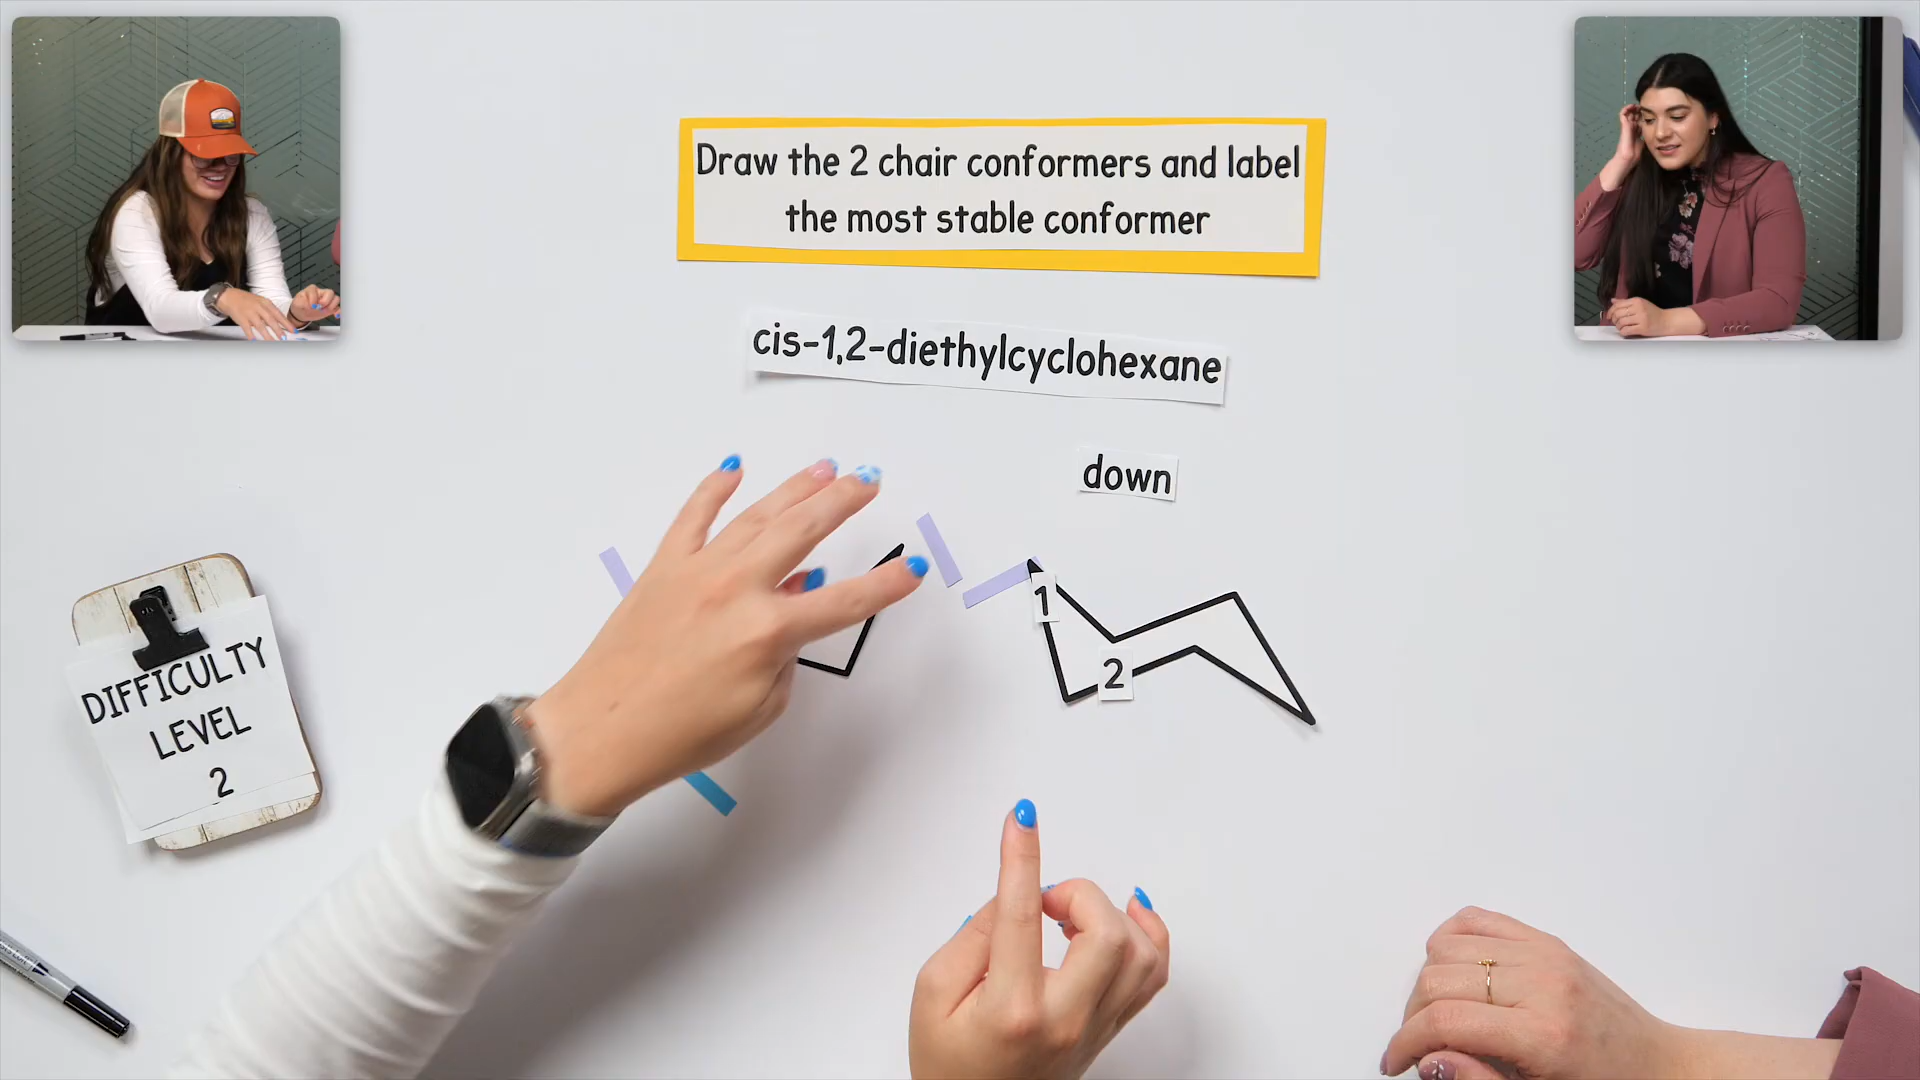 Draw the 2 chair conformers and label
the most stable conformer
cis-1,2-diethylcyclohexane
down
1
2
DIFFICULTY
LEVEL
2